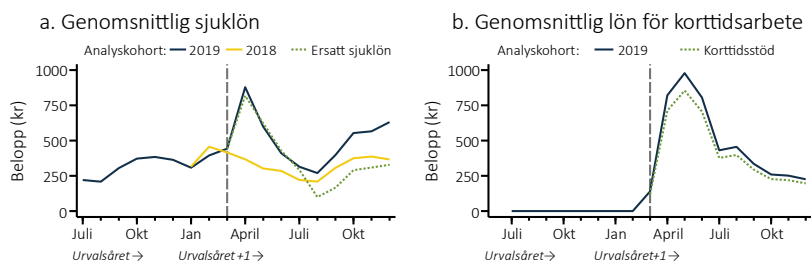 a. Genomsnittlig sjuklön
Analyskohort: 2019 2018 Ersatt sjuklön
Belopp (kr)
1000
750
500
250
0
Juli Okt Jan April Juli Okt
Urvalsåret→ Urvalsåret+1→
b. Genomsnittlig lön för korttidsarbete
Analyskohort: 2019 Korttidsstöd
Belopp (kr)
1000
750
500
250
0
Juli Okt Jan April Juli Okt
Urvalsåret→ Urvalsåret+1→